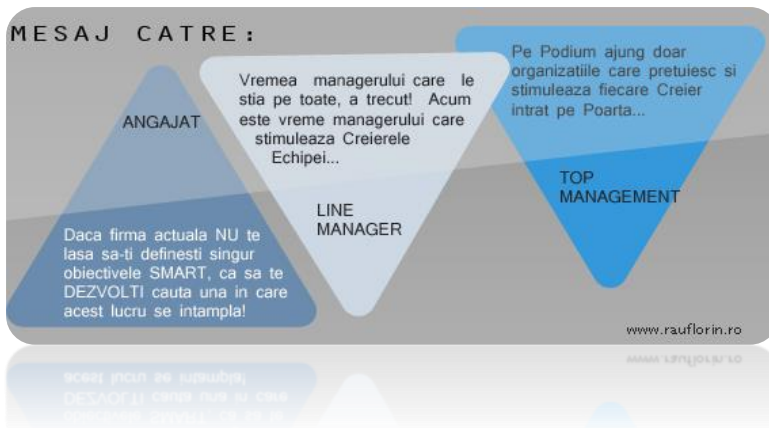 MESAJ CATRE:
ANGAJAT
Daca firma actuala NU te
lasa sa-ti definesti singur
obiectivele SMART, ca sa te
DEZVOLTI cauta una in care
acest lucru se intampla!
Vremea managerului care le
stia pe toate, a trecut! Acum
este vreme managerului care
stimuleaza Creierele
Echipei...
LINE
MANAGER
Pe Podium ajung doar
organizatiile care pretuiesc si
stimuleaza fiecare Creier
intrat pe Poarta...
TOP
MANAGEMENT
www.rauflorin.ro